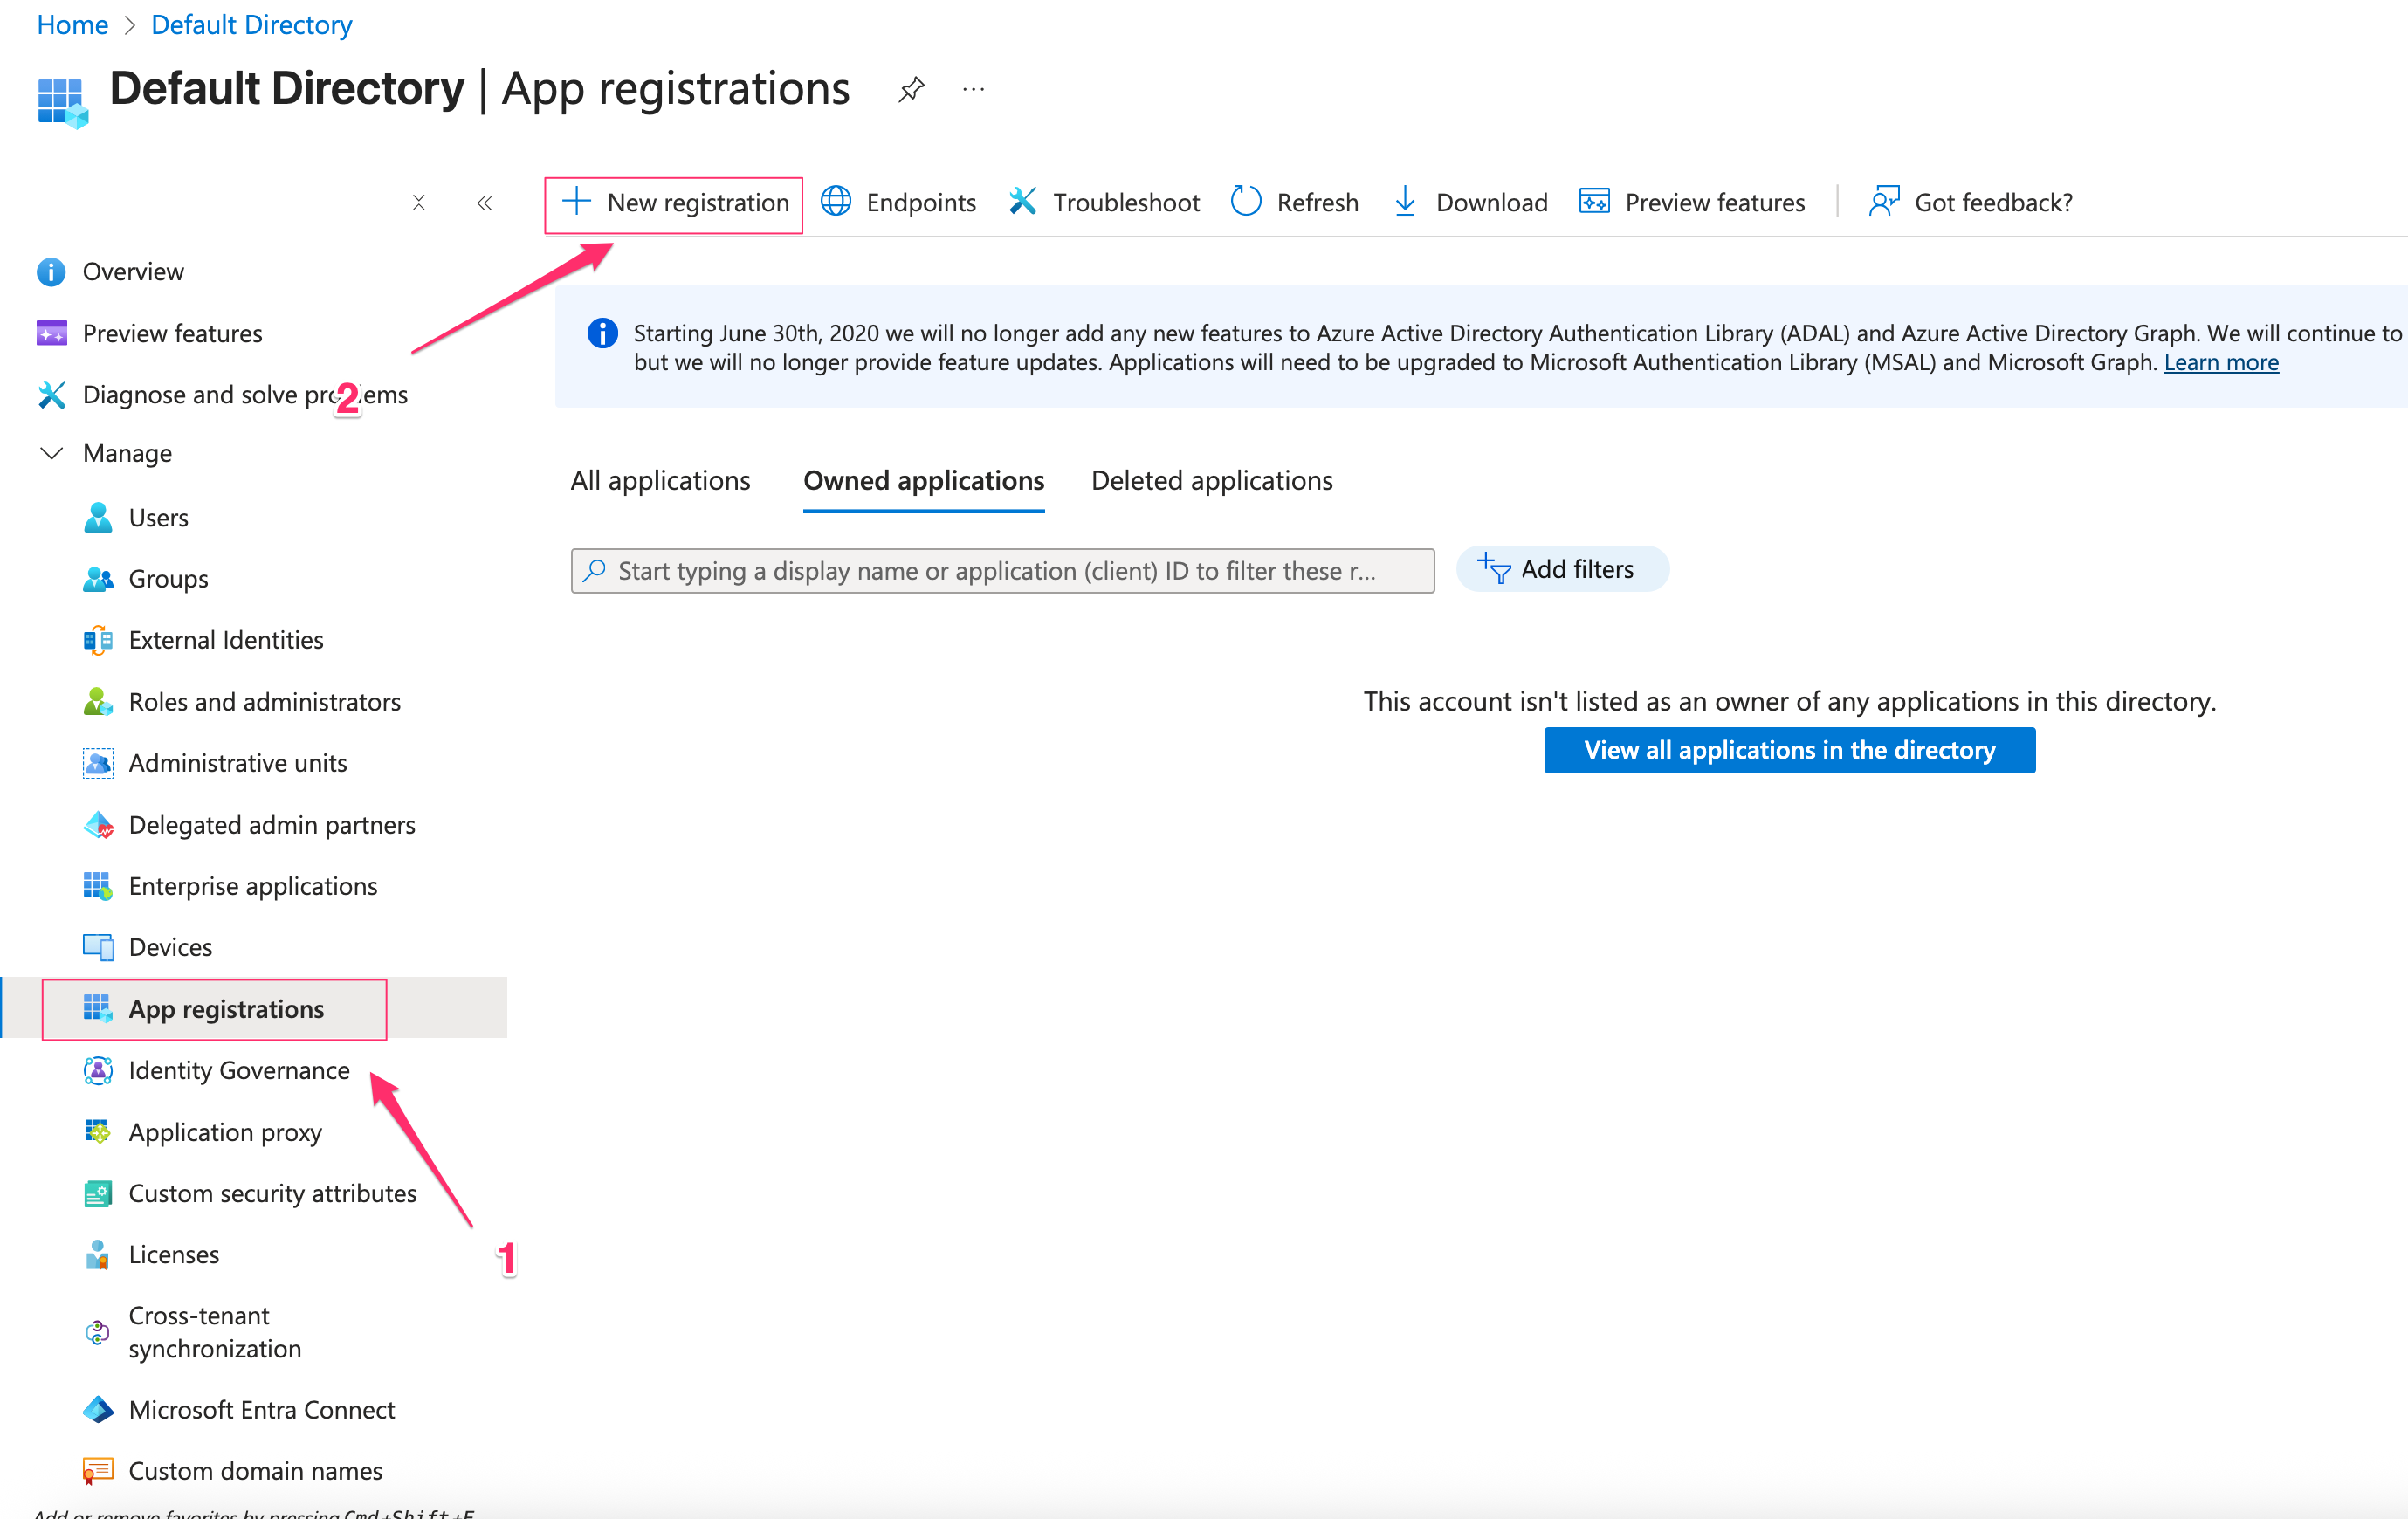 Home > Default Directory
Default Directory | App registrations
New registration
Endpoints
Troubleshoot
Refresh
Download
Preview features
Got feedback?
Overview
Preview features
Diagnose and solve
2
Manage
Users
Groups
External Identities
Roles and administrators
Administrative units
Delegated admin partners
Enterprise applications
Devices
App registrations
Identity Governance
Application proxy
Custom security attributes
1
Licenses
Cross-tenant
synchronization
Microsoft Entra Connect
Custom domain names
Add or remove favorites by pressing Cmd+Shift+F
Starting June 30th, 2020 we will no longer add any new features to Azure Active Directory Authentication Library (ADAL) and Azure Active Directory Graph. We will continue to
but we will no longer provide feature updates. Applications will need to be upgraded to Microsoft Authentication Library (MSAL) and Microsoft Graph. Learn more
All applications
Owned applications
Deleted applications
Start typing a display name or application (client) ID to filter these r...
Add filters
This account isn't listed as an owner of any applications in this directory.
View all applications in the directory